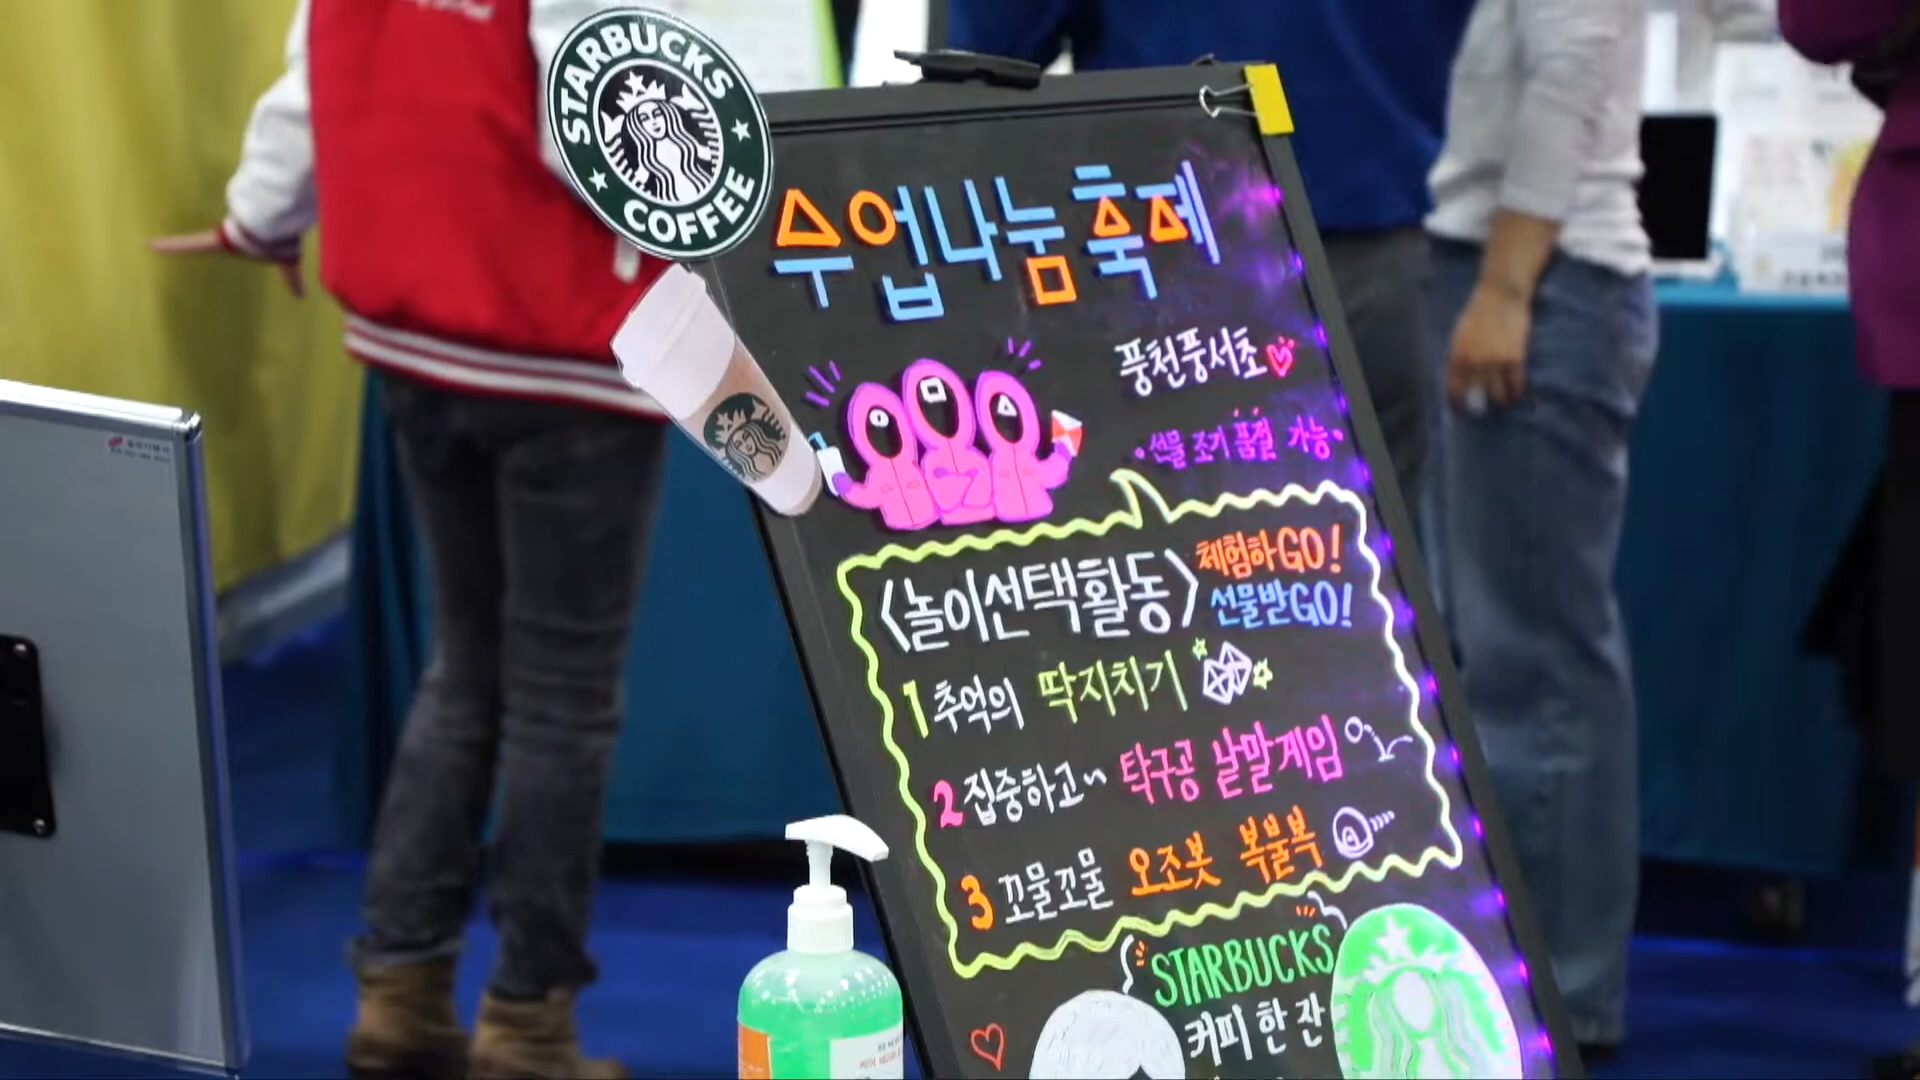 STARBUCKS
COFFEE
수업나눔축제
풍천풍서초
·선물 조기 품절 가능·
<놀이선택활동>
체험하GO!
선물받GO!
1 추억의 딱지치기
2 집중하고~ 탁구공 낱말게임
3 꼬물꼬물 오조봇 복불복
STARBUCKS
커피 한 잔